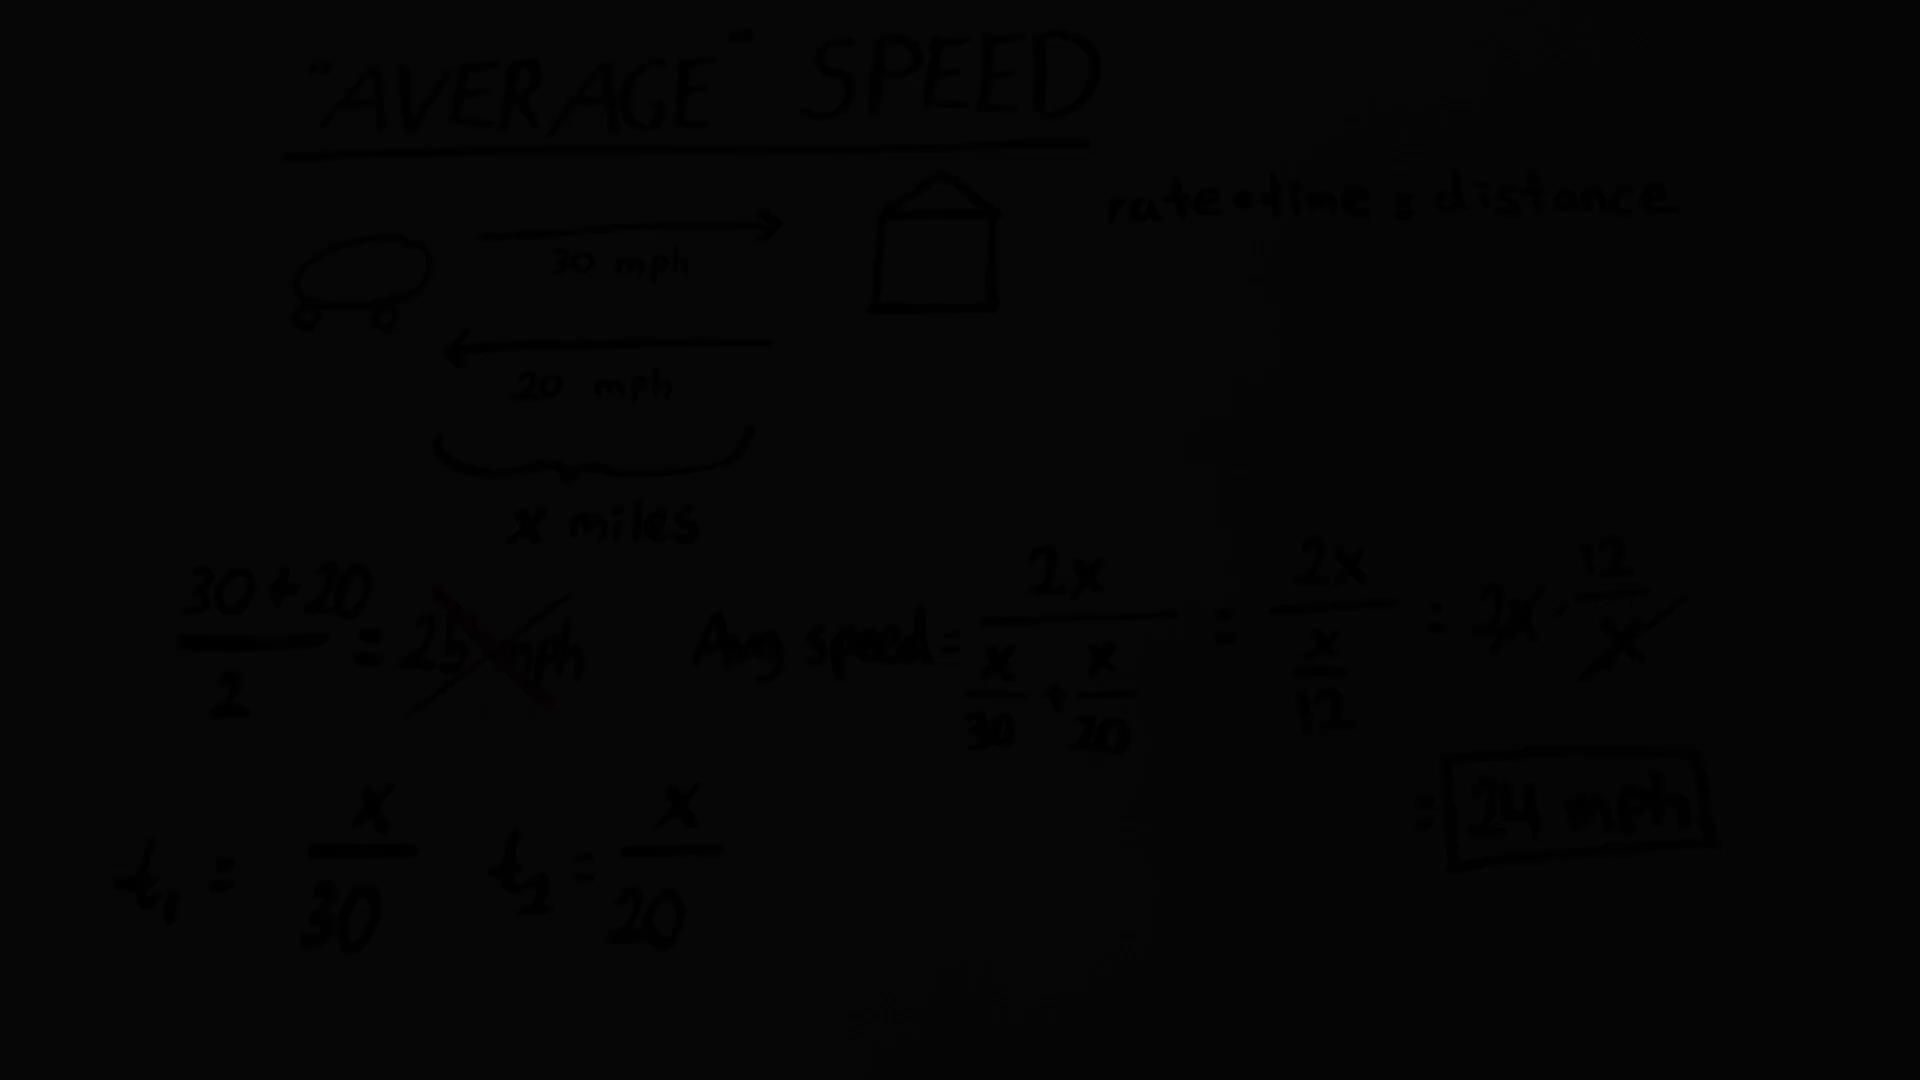 "AVERAGE" SPEED
rate • time = distance
30 mph
20 mph
x miles
30 + 20 / 2 = 25 mph
Avg speed = 2x / (x/30 + x/20) = 2x / (x/12) = 2x · 12/x
= 24 mph
t₁ = x/30 t₂ = x/20